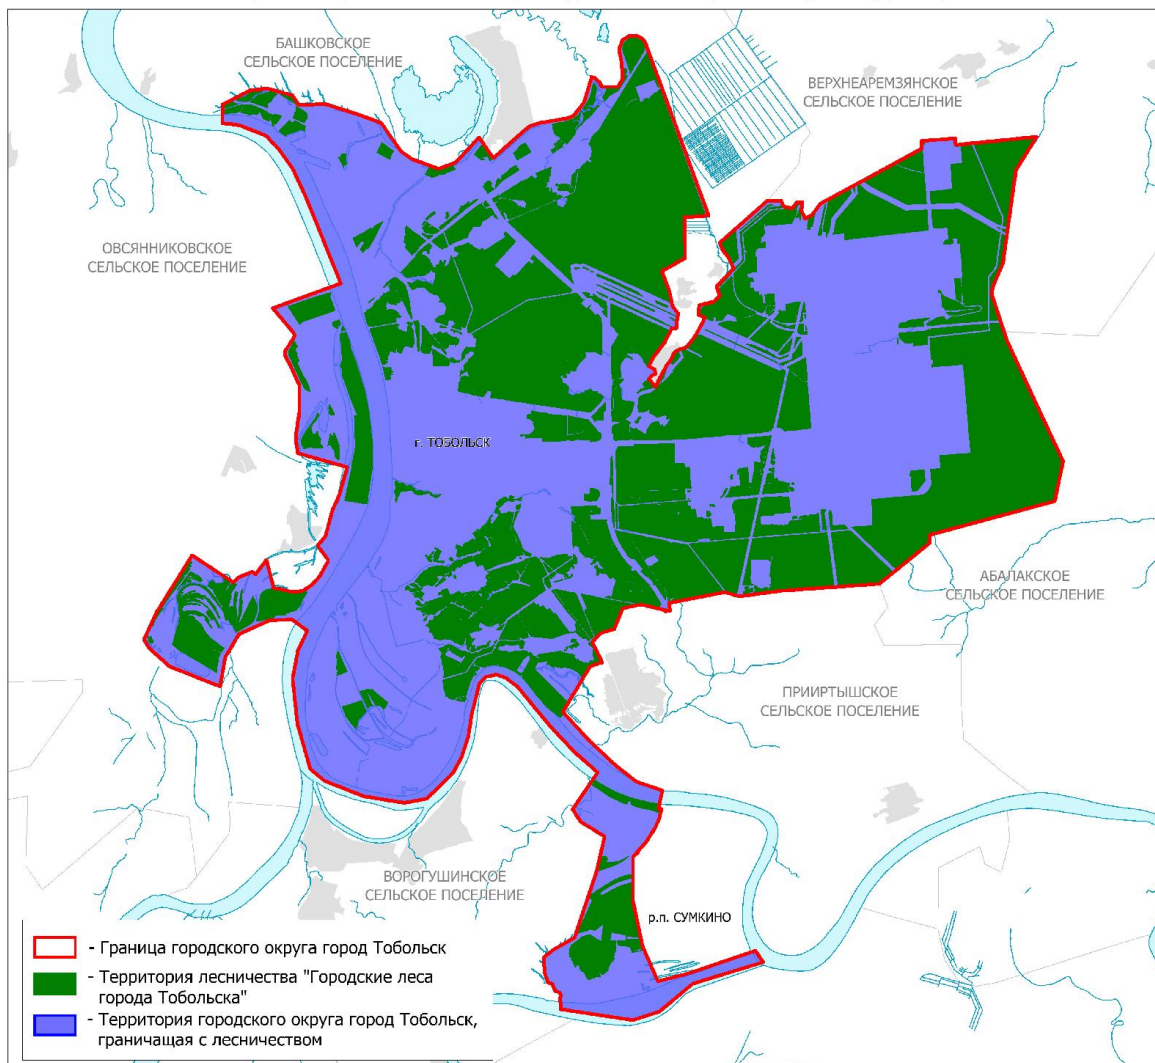 БАШКОВСКОЕ
СЕЛЬСКОЕ ПОСЕЛЕНИЕ
ВЕРХНЕАРЕМЗЯНСКОЕ
СЕЛЬСКОЕ ПОСЕЛЕНИЕ
ОВСЯННИКОВСКОЕ
СЕЛЬСКОЕ ПОСЕЛЕНИЕ
г. ТОБОЛЬСК
АБАЛАКСКОЕ
СЕЛЬСКОЕ ПОСЕЛЕНИЕ
ПРИИРТЫШСКОЕ
СЕЛЬСКОЕ ПОСЕЛЕНИЕ
ВОРОГУШИНСКОЕ
СЕЛЬСКОЕ ПОСЕЛЕНИЕ
р.п. СУМКИНО
- Граница городского округа город Тобольск
- Территория лесничества "Городские леса
города Тобольска"
- Территория городского округа город Тобольск,
граничащая с лесничеством